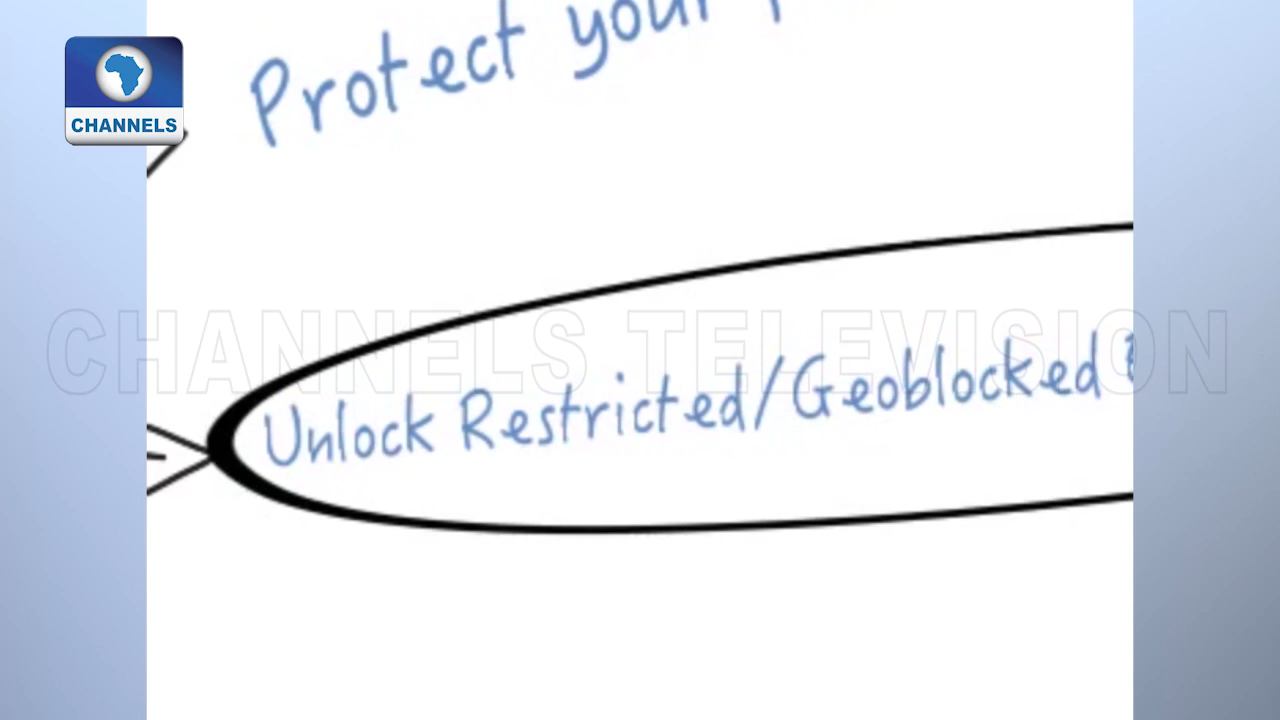 Protect your
CHANNELS
CHANNELS TELEVISION
Unlock Restricted/Geoblocked